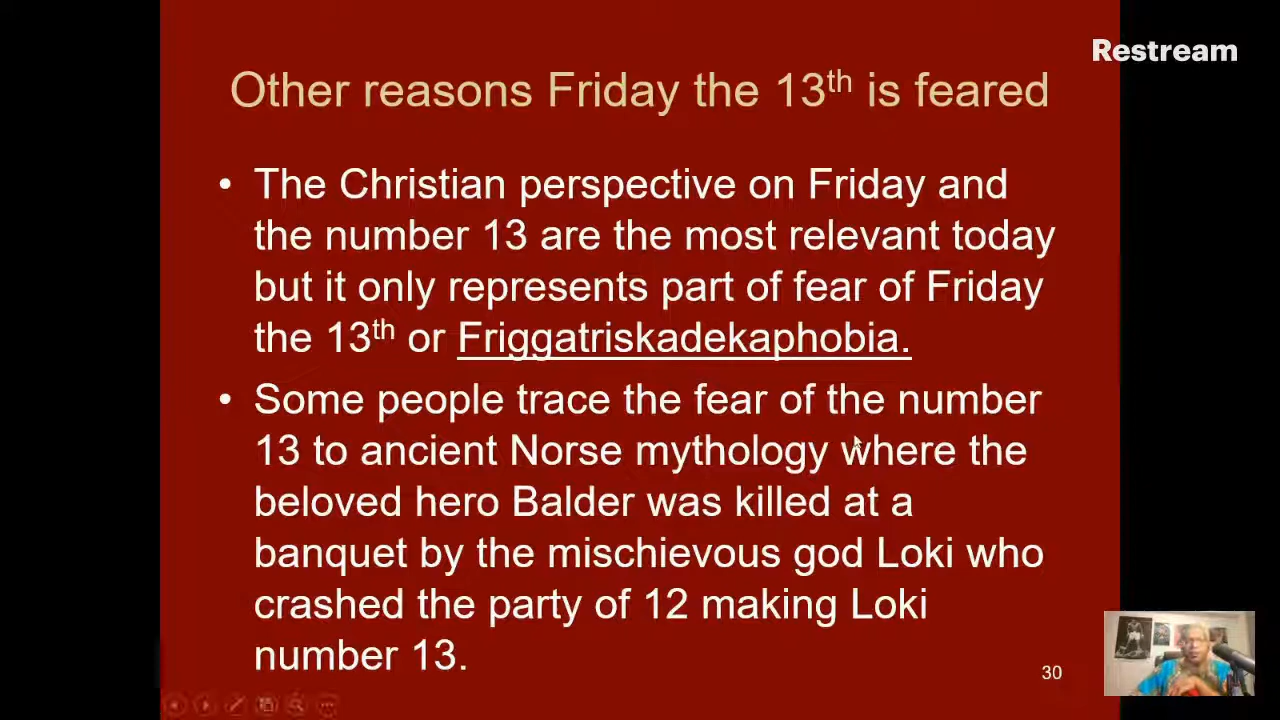 Restream
Other reasons Friday the 13th is feared
• The Christian perspective on Friday and
the number 13 are the most relevant today
but it only represents part of fear of Friday
the 13th or Friggatriskadekaphobia.
• Some people trace the fear of the number
13 to ancient Norse mythology where the
beloved hero Balder was killed at a
banquet by the mischievous god Loki who
crashed the party of 12 making Loki
number 13.
30